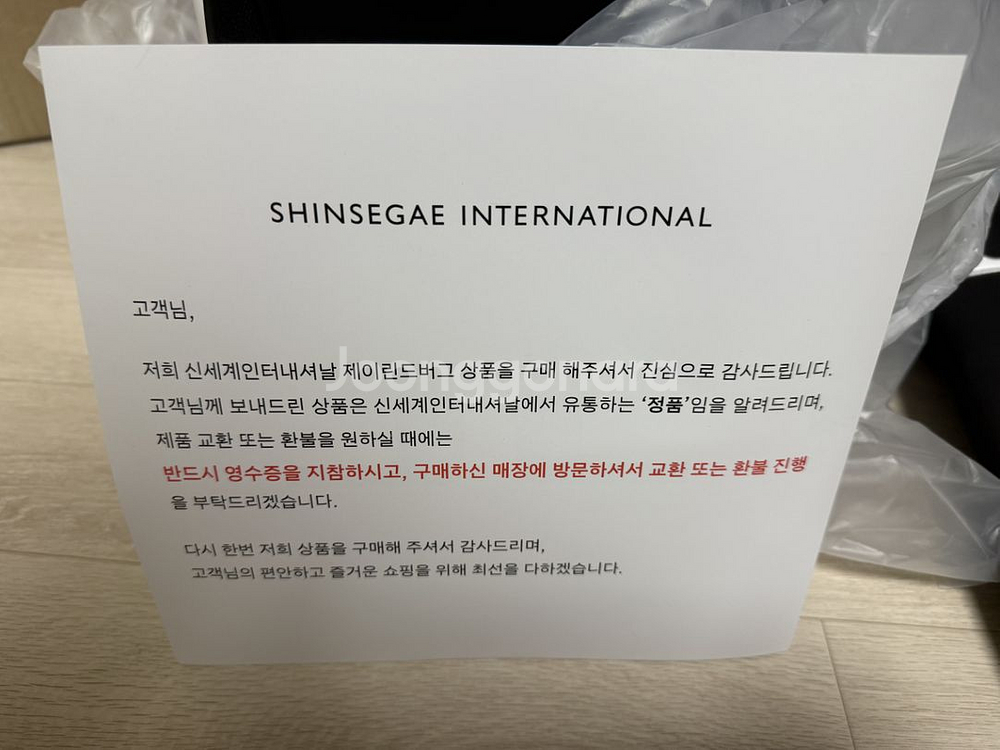 SHINSEGAE INTERNATIONAL
고객님,
저희 신세계인터내셔날 제이린드버그 상품을 구매 해주셔서 진심으로 감사드립니다.
Joonggonara
고객님께 보내드린 상품은 신세계인터내셔날에서 유통하는 ‘정품’임을 알려드리며,
제품 교환 또는 환불을 원하실 때에는
반드시 영수증을 지참하시고, 구매하신 매장에 방문하셔서 교환 또는 환불 진행
을 부탁드리겠습니다.
다시 한번 저희 상품을 구매해 주셔서 감사드리며,
고객님의 편안하고 즐거운 쇼핑을 위해 최선을 다하겠습니다.